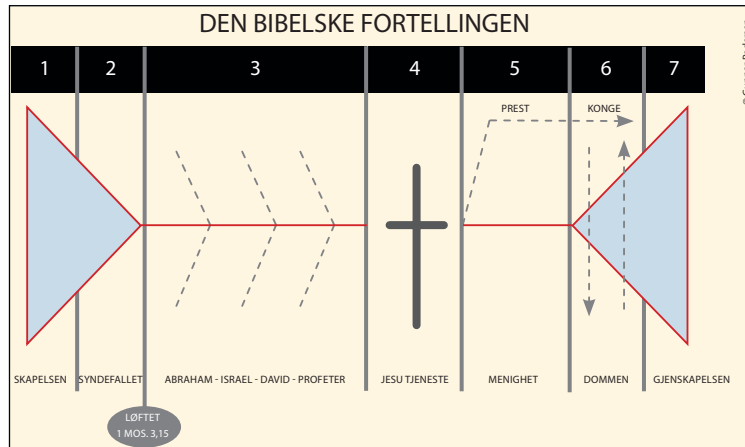 DEN BIBELSKE FORTELLINGEN
1 2 3 4 5 6 7
PREST KONGE
SKAPELSEN SYNDEFALLET ABRAHAM - ISRAEL - DAVID - PROFETER JESU TJENESTE MENIGHET DOMMEN GJENSKAPELSEN
LØFTET
1 MOS. 3,15